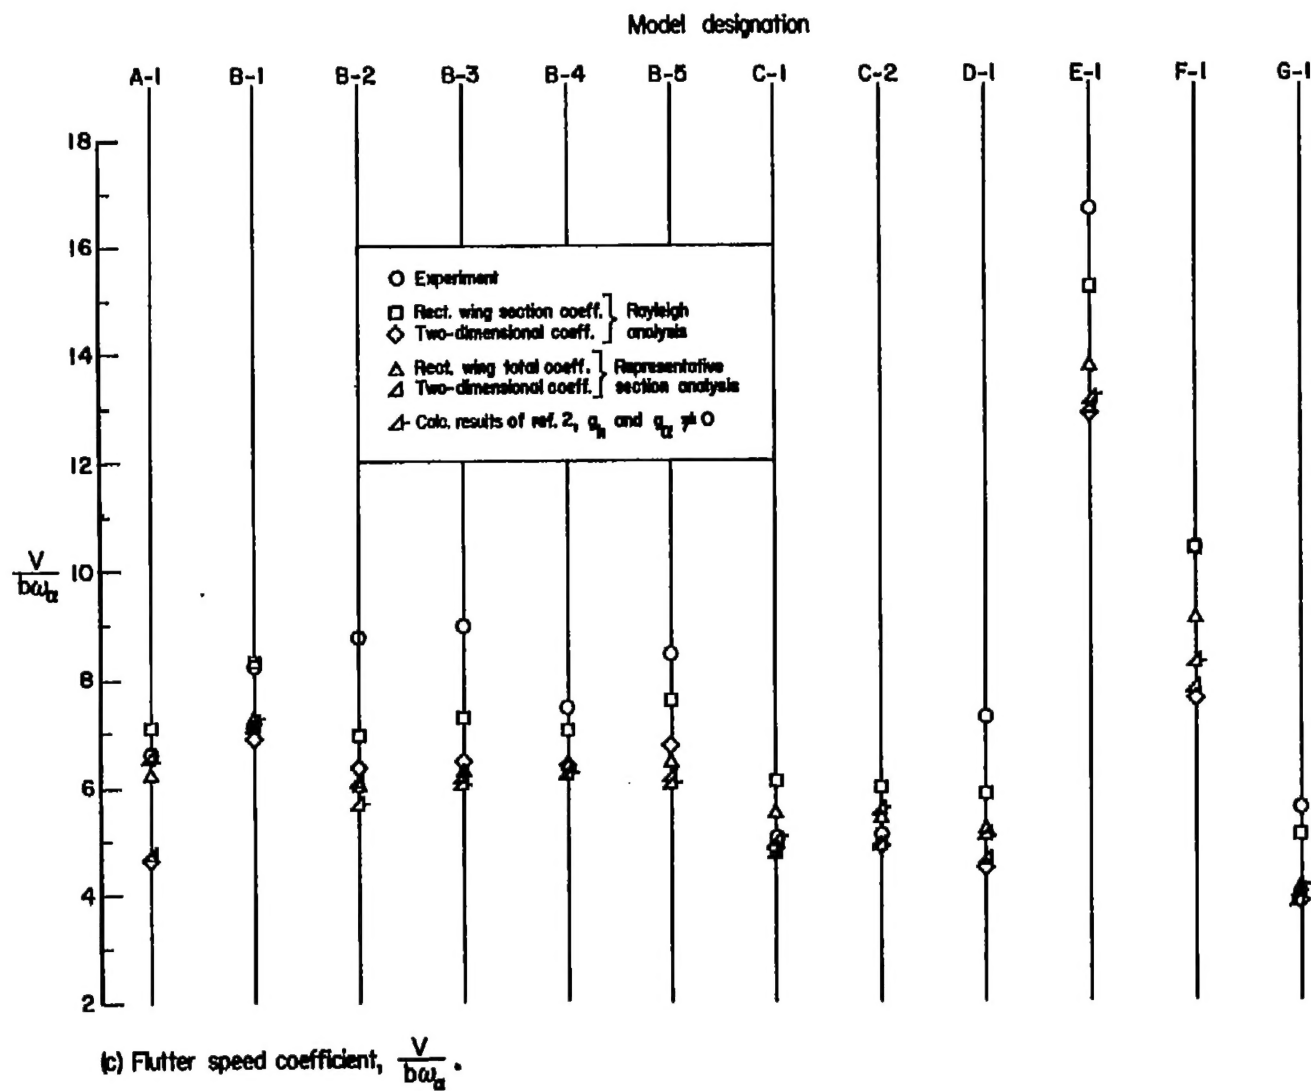 Model designation
A-1 B-1 B-2 B-3 B-4 B-5 C-1 C-2 D-1 E-1 F-1 G-1
18
16
Experiment
Rect. wing section coeff. } Rayleigh
Two-dimensional coeff. } analysis
14
Rect. wing total coeff. } Representative
Two-dimensional coeff. } section analysis
Calc. results of ref. 2, g_h and g_α ≠ 0
12
V/bω_α 10
8
6
4
2
(c) Flutter speed coefficient, V/bω_α .